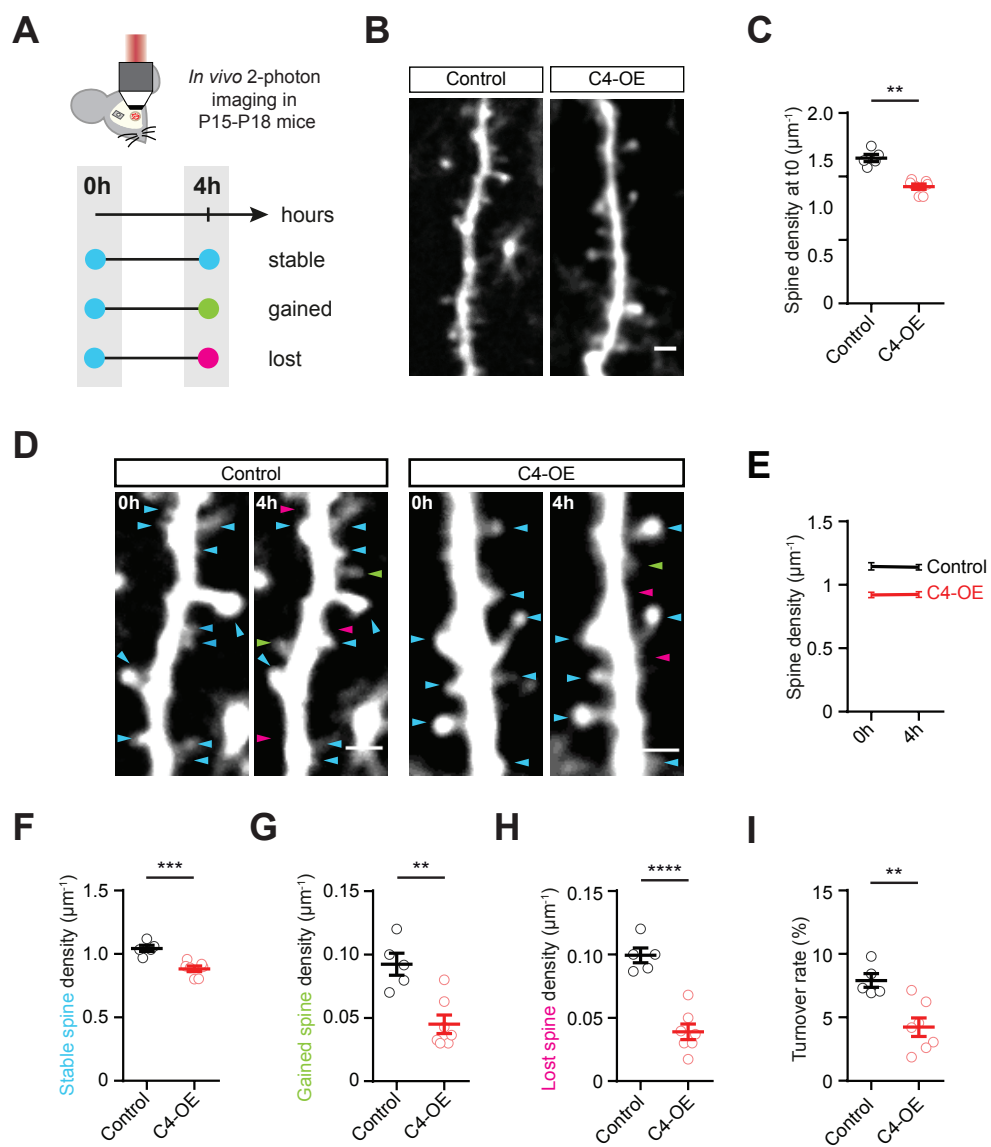 A
In vivo 2-photon
imaging in
P15-P18 mice
0h
4h
hours
stable
gained
lost
B
Control
C4-OE
C
**
Spine density at t0 (µm⁻¹)
2.0
1.5
1.0
0.5
0
Control
C4-OE
D
Control
C4-OE
0h
4h
0h
4h
E
Spine density (µm⁻¹)
1.5
1.0
0.5
0
Control
C4-OE
0h
4h
F
***
Stable spine density (µm⁻¹)
1.5
1.0
0.5
0
Control
C4-OE
G
**
Gained spine density (µm⁻¹)
0.15
0.10
0.05
0
Control
C4-OE
H
****
Lost spine density (µm⁻¹)
0.15
0.10
0.05
0
Control
C4-OE
I
**
Turnover rate (%)
15
10
5
0
Control
C4-OE